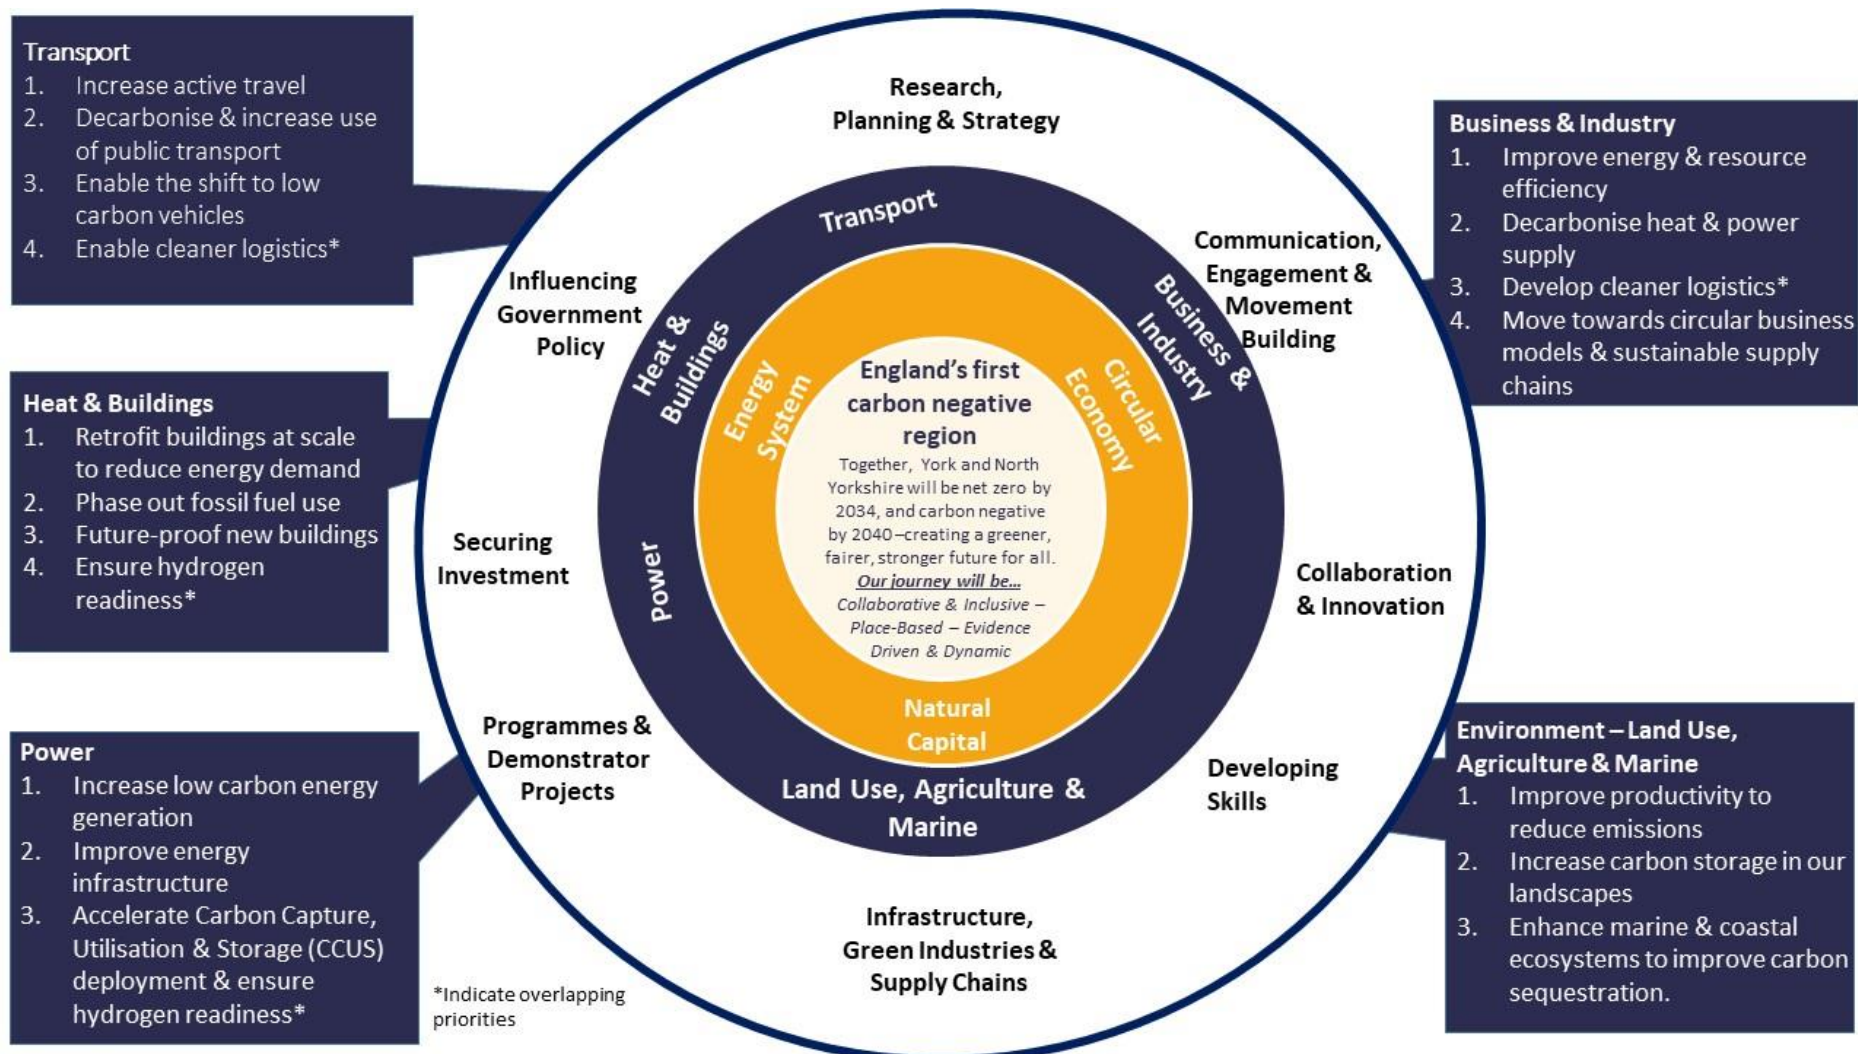 Transport
1. Increase active travel
2. Decarbonise & increase use
of public transport
3. Enable the shift to low
carbon vehicles
4. Enable cleaner logistics*
Heat & Buildings
1. Retrofit buildings at scale
to reduce energy demand
2. Phase out fossil fuel use
3. Future-proof new buildings
4. Ensure hydrogen
readiness*
Power
1. Increase low carbon energy
generation
2. Improve energy
infrastructure
3. Accelerate Carbon Capture,
Utilisation & Storage (CCUS)
deployment & ensure
hydrogen readiness*
*Indicate overlapping
priorities
Research,
Planning & Strategy
Influencing
Government
Policy
Securing
Investment
Programmes &
Demonstrator
Projects
Infrastructure,
Green Industries &
Supply Chains
Developing
Skills
Collaboration
& Innovation
Communication,
Engagement &
Movement
Building
Transport
Heat &
Buildings
Power
Business &
Industry
Land Use, Agriculture &
Marine
Energy
System
Circular
Economy
Natural
Capital
England’s first
carbon negative
region
Together, York and North
Yorkshire will be net zero by
2034, and carbon negative
by 2040 –creating a greener,
fairer, stronger future for all.
Our journey will be...
Collaborative & Inclusive –
Place-Based – Evidence
Driven & Dynamic
Business & Industry
1. Improve energy & resource
efficiency
2. Decarbonise heat & power
supply
3. Develop cleaner logistics*
4. Move towards circular business
models & sustainable supply
chains
Environment – Land Use,
Agriculture & Marine
1. Improve productivity to
reduce emissions
2. Increase carbon storage in our
landscapes
3. Enhance marine & coastal
ecosystems to improve carbon
sequestration.